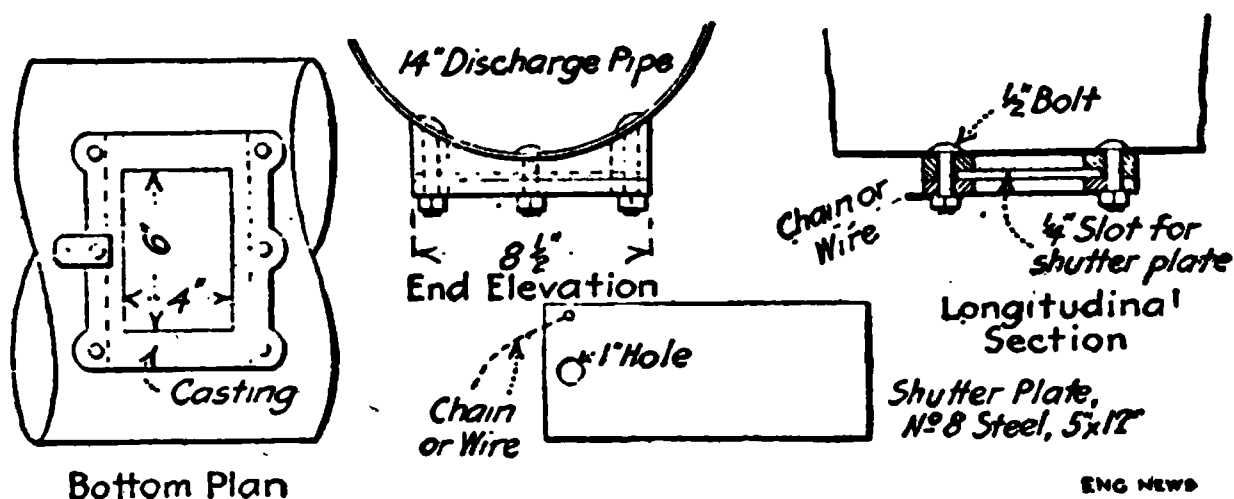 14" Discharge Pipe
½" Bolt
6"
4"
Casting
Bottom Plan
8 ½"
End Elevation
Chain or
Wire
¼" Slot for
shutter plate
Longitudinal
Section
1" Hole
Chain
or Wire
Shutter Plate,
Nº 8 Steel, 5"x12"
ENG NEWS